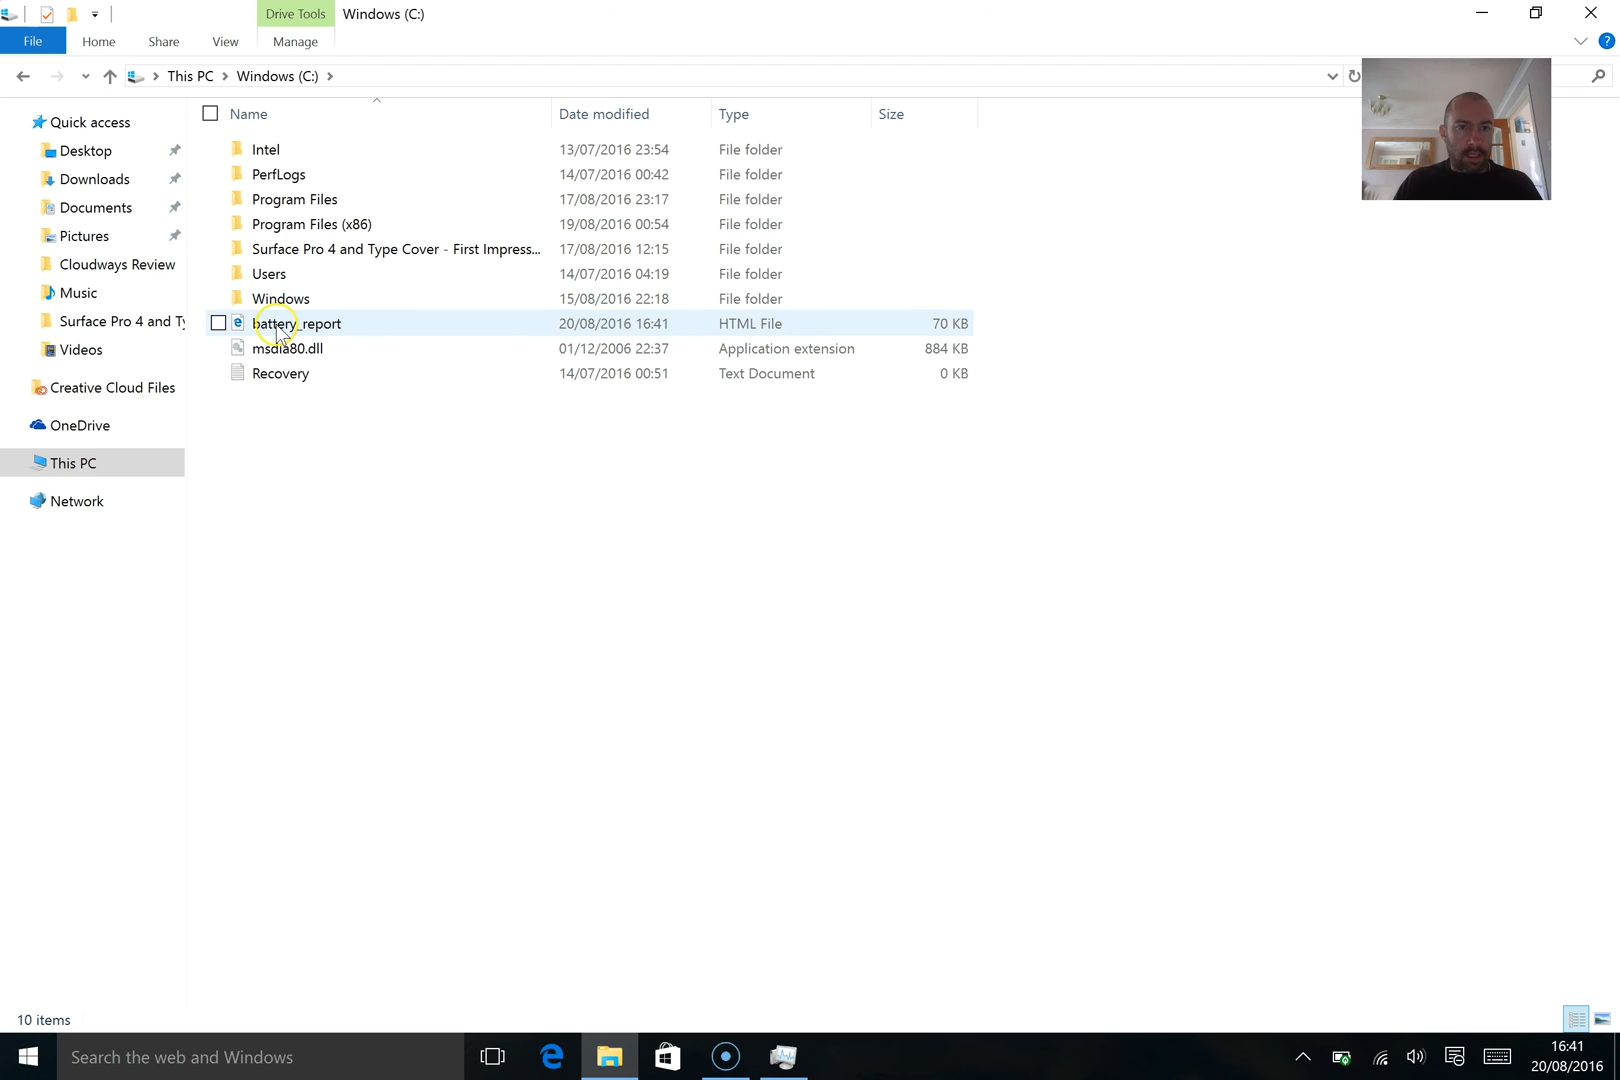 Drive Tools Windows (C:)
File Home Share View Manage
This PC Windows (C:)
Name Date modified Type Size
Quick access
Desktop
Downloads
Documents
Pictures
Cloudways Review
Music
Surface Pro 4 and Ty
Videos
Creative Cloud Files
OneDrive
This PC
Network
Intel 13/07/2016 23:54 File folder
PerfLogs 14/07/2016 00:42 File folder
Program Files 17/08/2016 23:17 File folder
Program Files (x86) 19/08/2016 00:54 File folder
Surface Pro 4 and Type Cover - First Impress... 17/08/2016 12:15 File folder
Users 14/07/2016 04:19 File folder
Windows 15/08/2016 22:18 File folder
battery_report 20/08/2016 16:41 HTML File 70 KB
msdia80.dll 01/12/2006 22:37 Application extension 884 KB
Recovery 14/07/2016 00:51 Text Document 0 KB
10 items
Search the web and Windows
16:41
20/08/2016